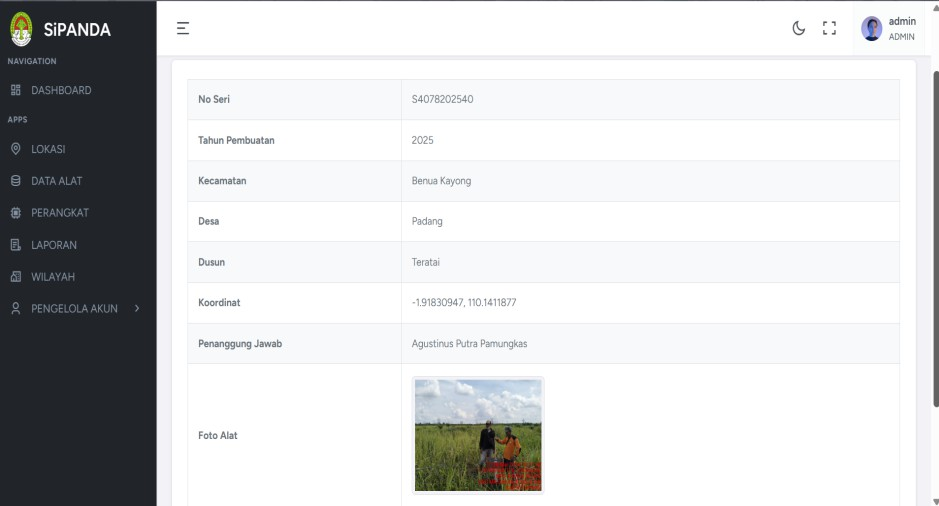 SiPANDA
admin
ADMIN
NAVIGATION
DASHBOARD
APPS
LOKASI
DATA ALAT
PERANGKAT
LAPORAN
WILAYAH
PENGELOLA AKUN
No Seri S4078202540
Tahun Pembuatan 2025
Kecamatan Benua Kayong
Desa Padang
Dusun Teratai
Koordinat -1.91830947, 110.1411877
Penanggung Jawab Agustinus Putra Pamungkas
Foto Alat